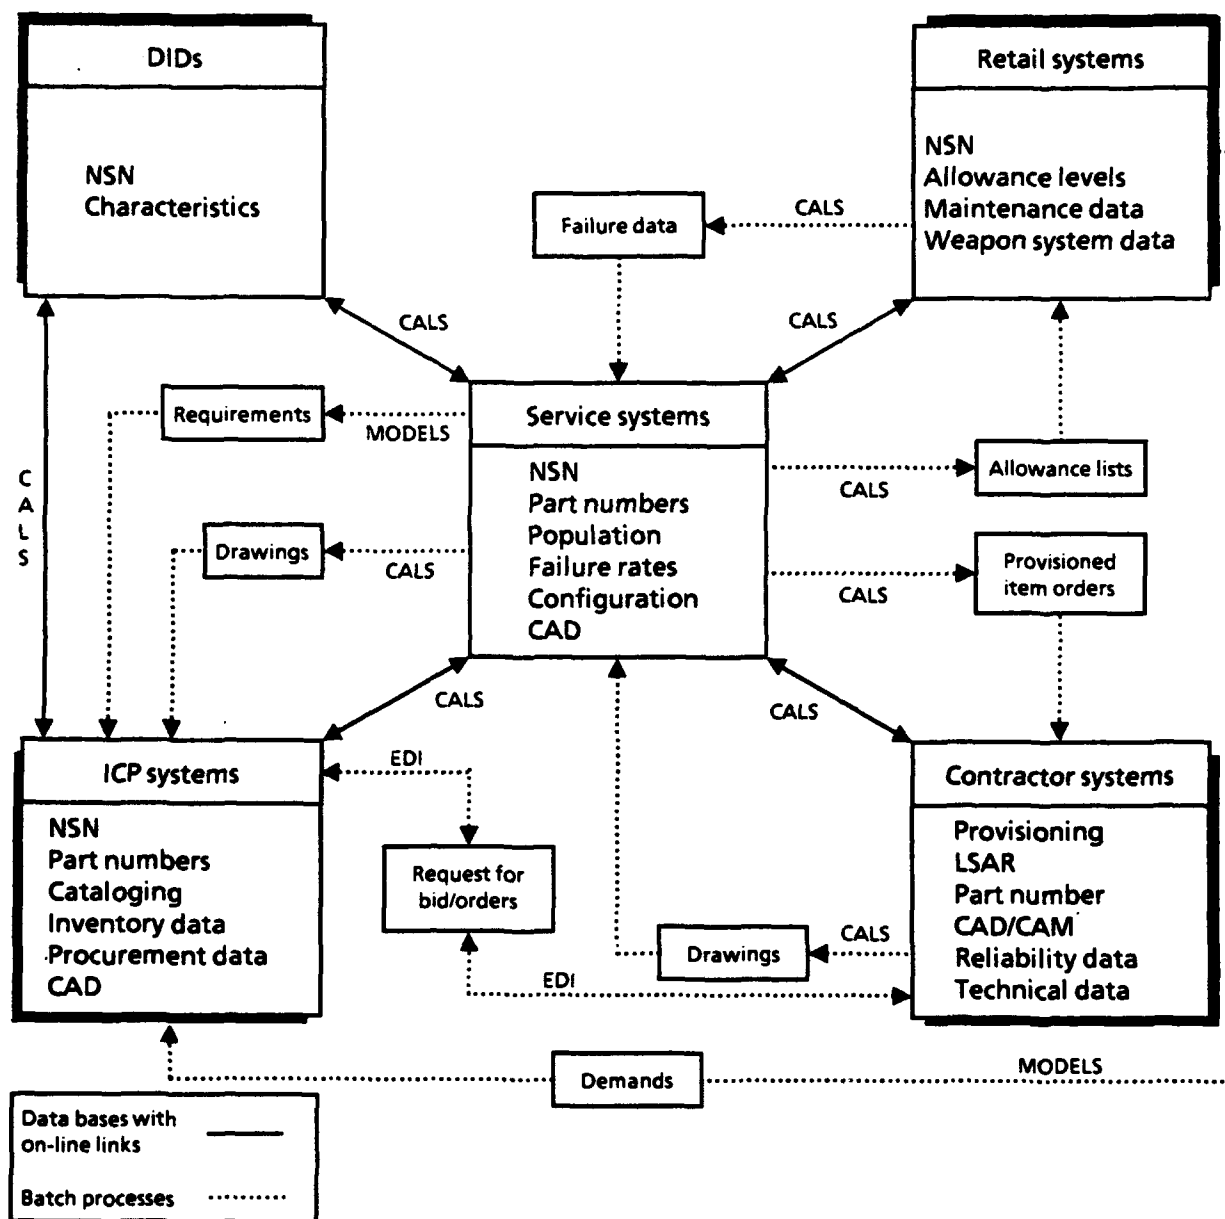 DIDs
NSN
Characteristics
Retail systems
NSN
Allowance levels
Maintenance data
Weapon system data
Failure data
CALS
CALS
CALS
Requirements
MODELS
Service systems
NSN
Part numbers
Population
Failure rates
Configuration
CAD
Allowance lists
CALS
C
A
L
S
Drawings
CALS
Provisioned
item orders
CALS
CALS
CALS
ICP systems
NSN
Part numbers
Cataloging
Inventory data
Procurement data
CAD
EDI
Request for
bid/orders
EDI
Contractor systems
Provisioning
LSAR
Part number
CAD/CAM
Reliability data
Technical data
Drawings
CALS
Demands
MODELS
Data bases with
on-line links
Batch processes